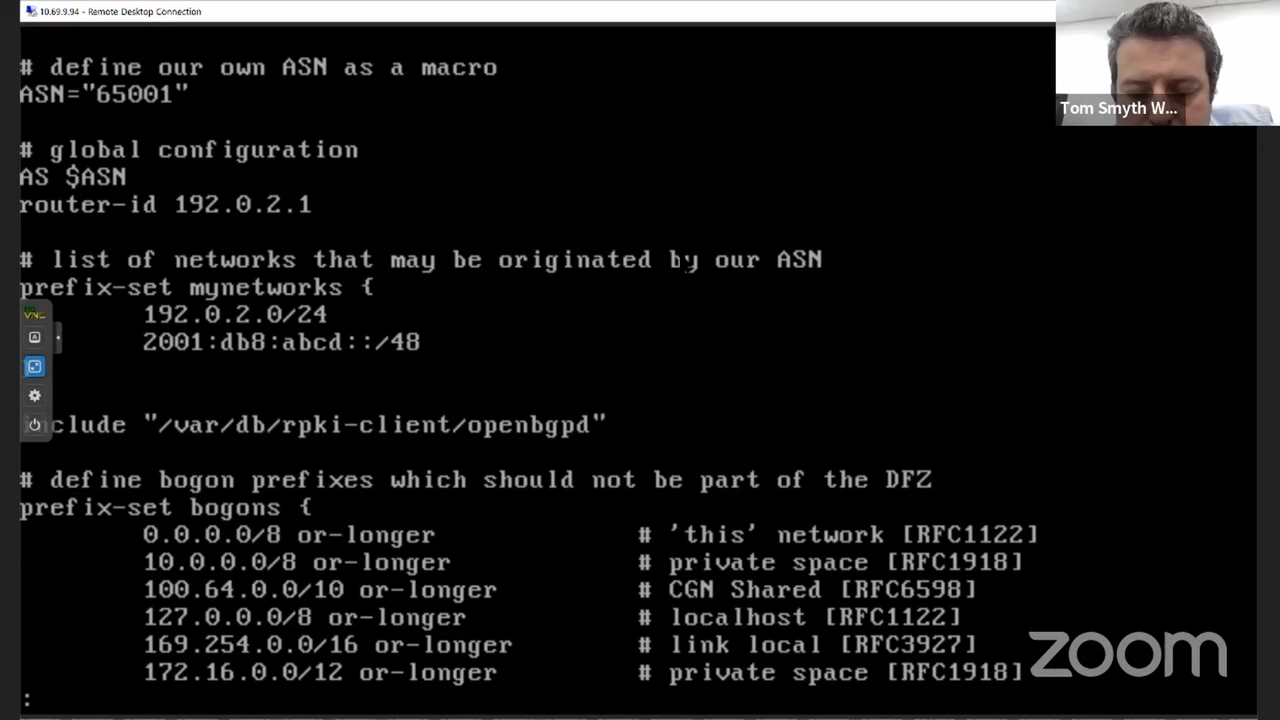 10.69.9.94 - Remote Desktop Connection
# define our own ASN as a macro
ASN="65001"
# global configuration
AS $ASN
router-id 192.0.2.1
# list of networks that may be originated by our ASN
prefix-set mynetworks {
192.0.2.0/24
2001:db8:abcd::/48
include "/var/db/rpki-client/openbgpd"
# define bogon prefixes which should not be part of the DFZ
prefix-set bogons {
0.0.0.0/8 or-longer # 'this' network [RFC1122]
10.0.0.0/8 or-longer # private space [RFC1918]
100.64.0.0/10 or-longer # CGN Shared [RFC6598]
127.0.0.0/8 or-longer # localhost [RFC1122]
169.254.0.0/16 or-longer # link local [RFC3927]
172.16.0.0/12 or-longer # private space [RFC1918]
:
Tom Smyth W...
zoom